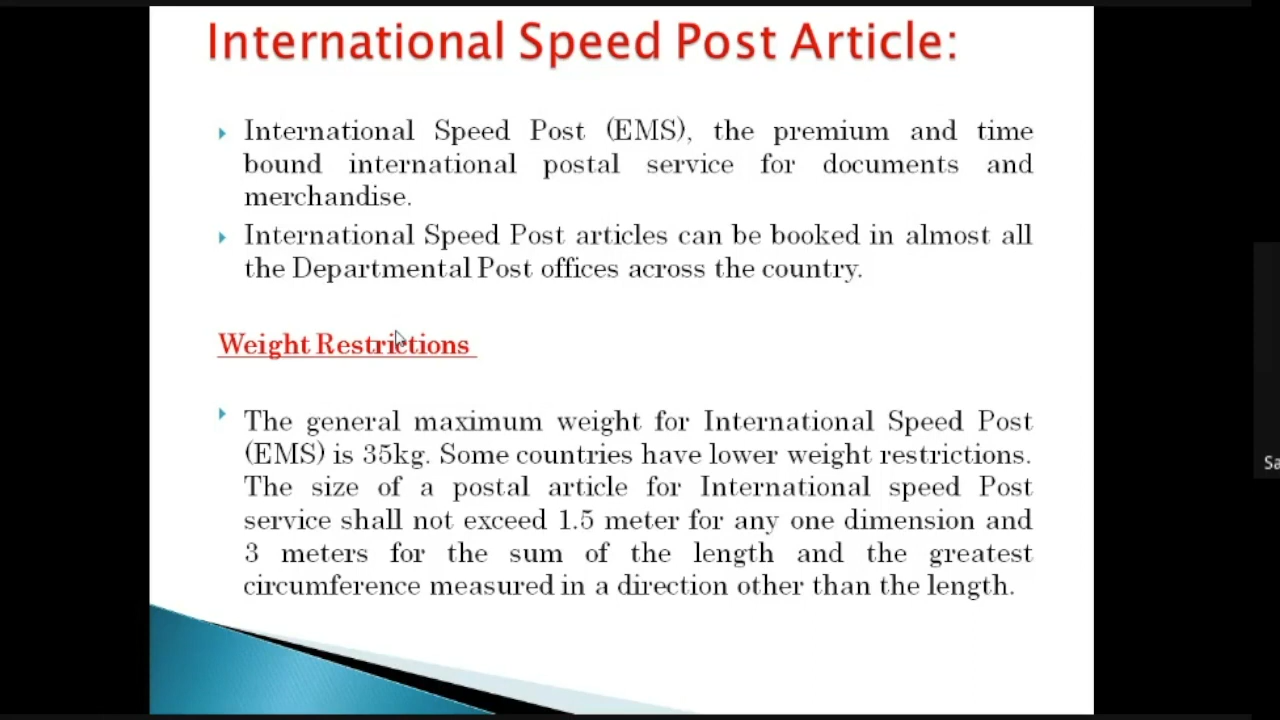 International Speed Post Article:
International Speed Post (EMS), the premium and time
bound international postal service for documents and
merchandise.
International Speed Post articles can be booked in almost all
the Departmental Post offices across the country.
Weight Restrictions
The general maximum weight for International Speed Post
(EMS) is 35kg. Some countries have lower weight restrictions.
The size of a postal article for International speed Post
service shall not exceed 1.5 meter for any one dimension and
3 meters for the sum of the length and the greatest
circumference measured in a direction other than the length.
Sa